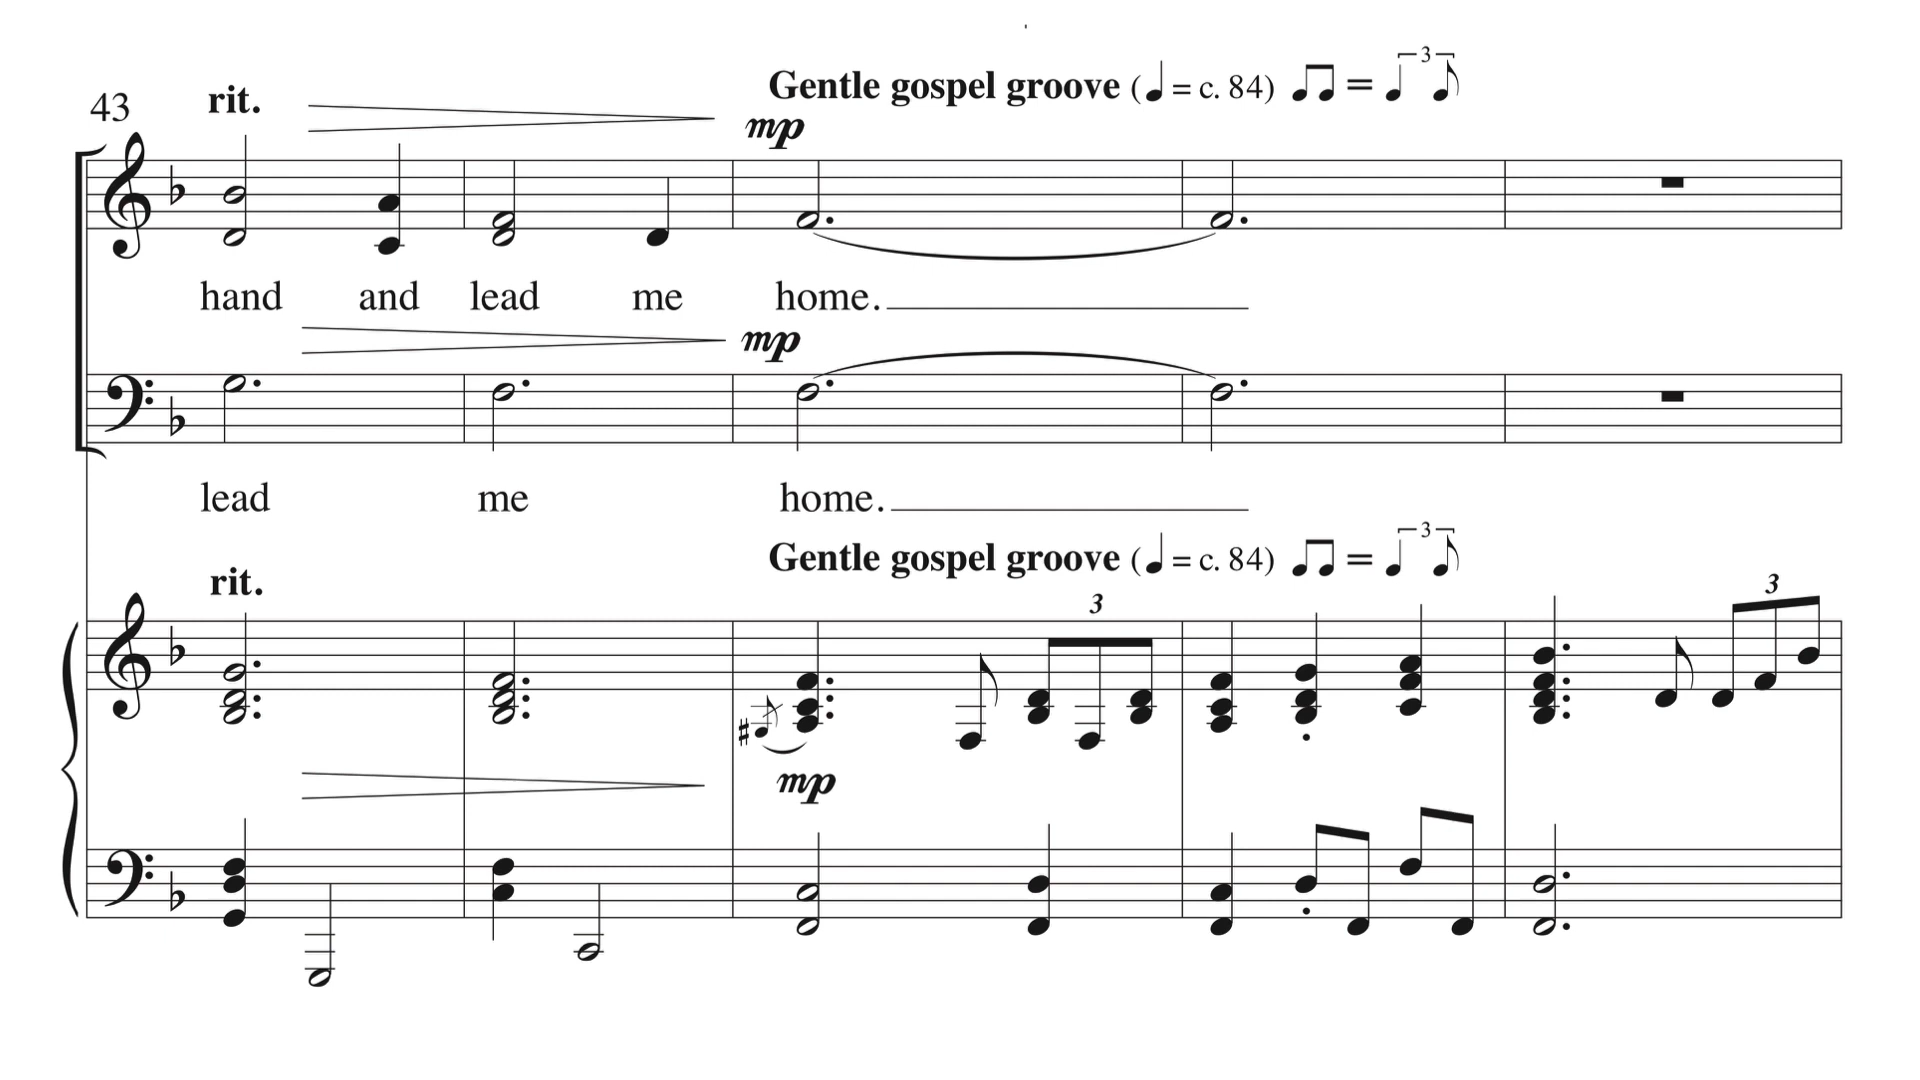 43 rit.
Gentle gospel groove (♩ = c. 84) ♫ = ♩ ♪ 3
mp
hand and lead me home.
mp
lead me home.
Gentle gospel groove (♩ = c. 84) ♫ = ♩ ♪ 3
rit.
3 3
mp